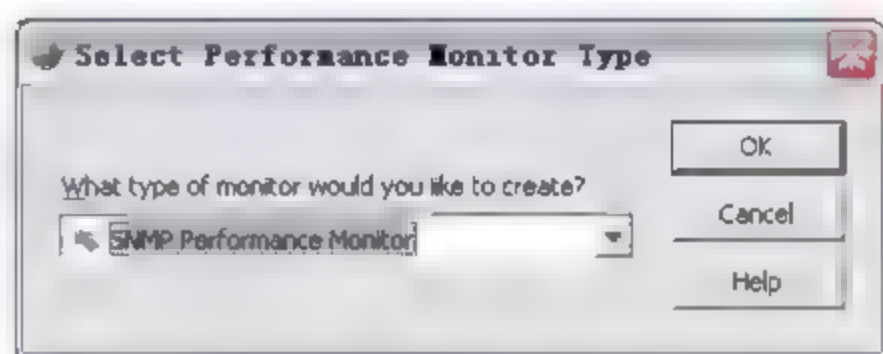 Select Performance Monitor Type
What type of monitor would you like to create?
SNMP Performance Monitor
OK
Cancel
Help